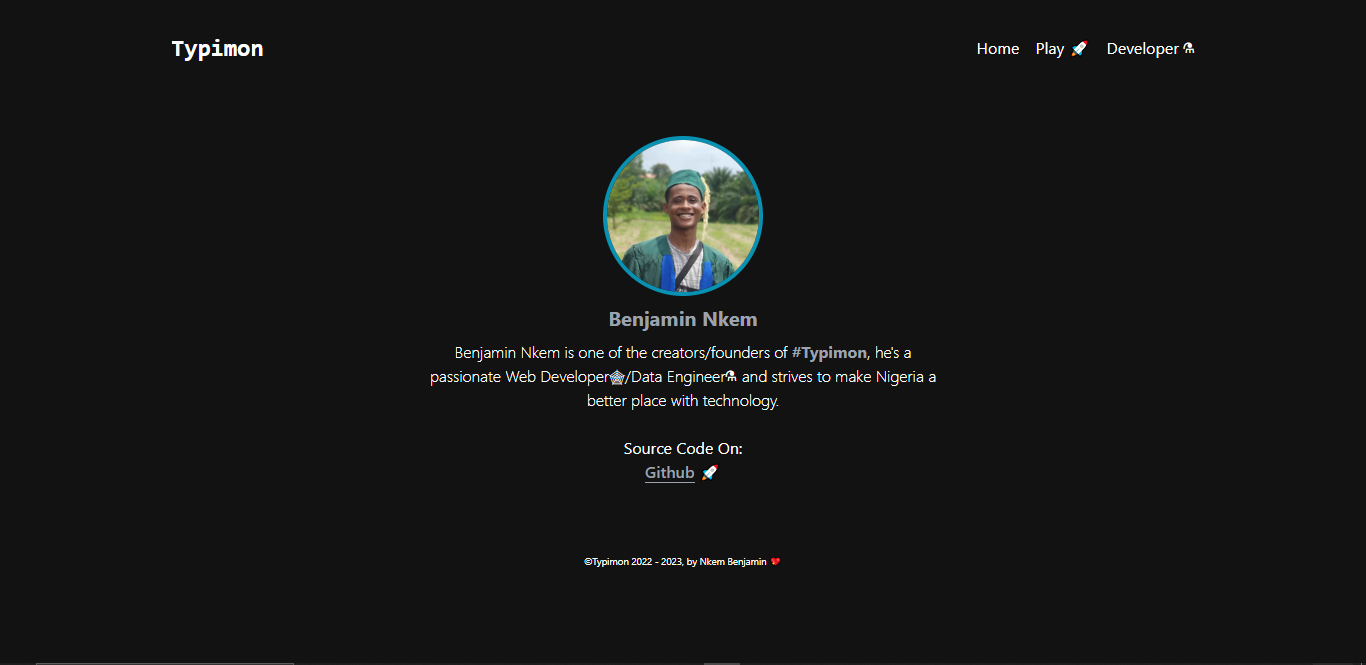 Typimon
Home Play 🚀 Developer ⚗
Benjamin Nkem
Benjamin Nkem is one of the creators/founders of #Typimon, he's a
passionate Web Developer🕸/Data Engineer⚗ and strives to make Nigeria a
better place with technology.
Source Code On:
Github 🚀
©Typimon 2022 - 2023, by Nkem Benjamin 💖